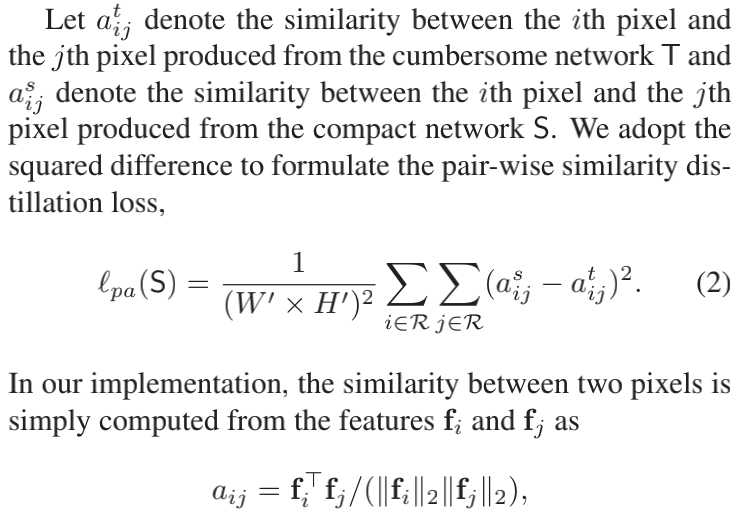 Let $a_{ij}^t$ denote the similarity between the $i$th pixel and
the $j$th pixel produced from the cumbersome network T and
$a_{ij}^s$ denote the similarity between the $i$th pixel and the $j$th
pixel produced from the compact network S. We adopt the
squared difference to formulate the pair-wise similarity dis-
tillation loss,
$\ell_{pa}(\mathsf{S}) = \frac{1}{(W' \times H')^2} \sum_{i \in \mathcal{R}} \sum_{j \in \mathcal{R}} (a_{ij}^s - a_{ij}^t)^2.$ (2)
In our implementation, the similarity between two pixels is
simply computed from the features $\mathbf{f}_i$ and $\mathbf{f}_j$ as
$a_{ij} = \mathbf{f}_i^\top \mathbf{f}_j / (\|\mathbf{f}_i\|_2 \|\mathbf{f}_j\|_2),$